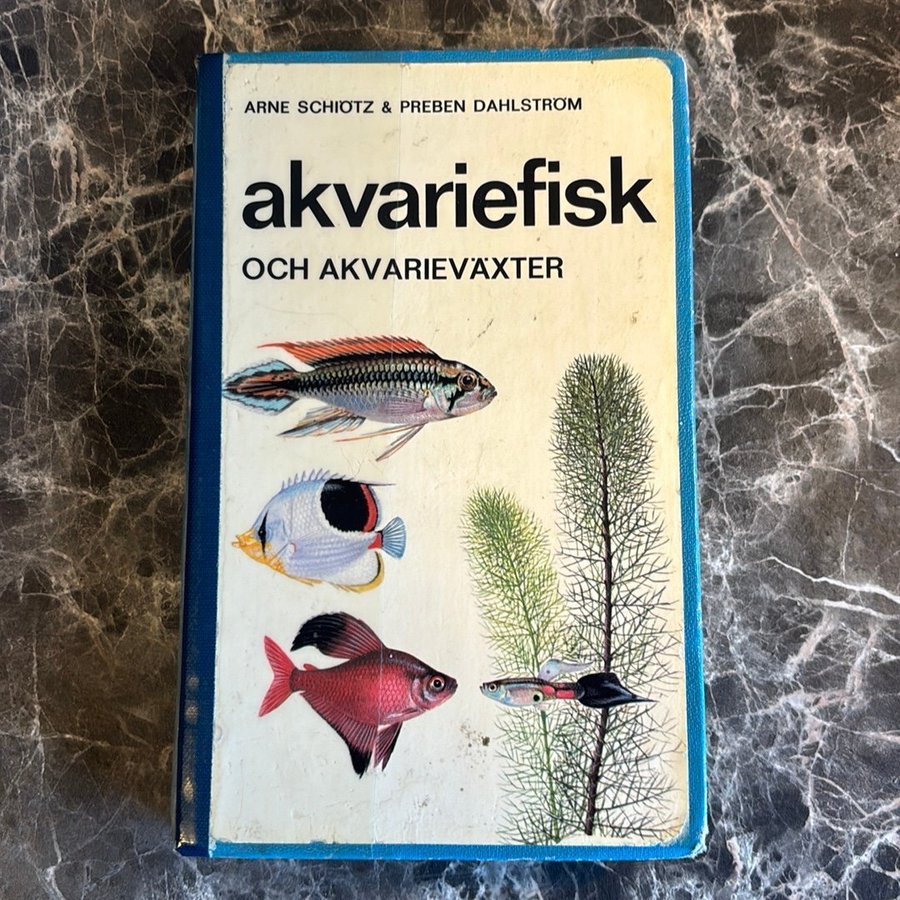 ARNE SCHIÖTZ & PREBEN DAHLSTRÖM
akvariefisk
OCH AKVARIEVÄXTER